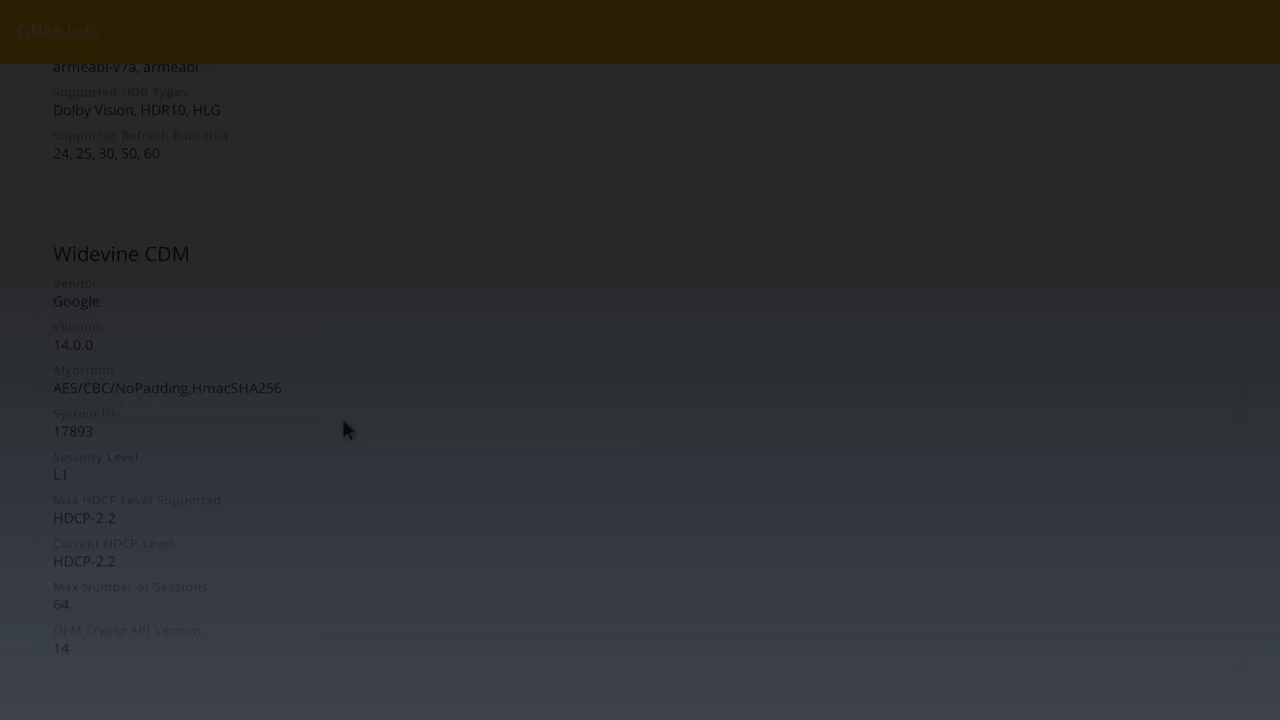 DRM Info
armeabi-v7a, armeabi
Supported HDR Types
Dolby Vision, HDR10, HLG
Supported Refresh Rate (HZ)
24, 25, 30, 50, 60
Widevine CDM
Vendor
Google
Version
14.0.0
Algorithm
AES/CBC/NoPadding,HmacSHA256
System ID
17893
Security Level
L1
Max HDCP Level Supported
HDCP-2.2
Current HDCP Level
HDCP-2.2
Max Number of Sessions
64
OEM Crypto API Version
14